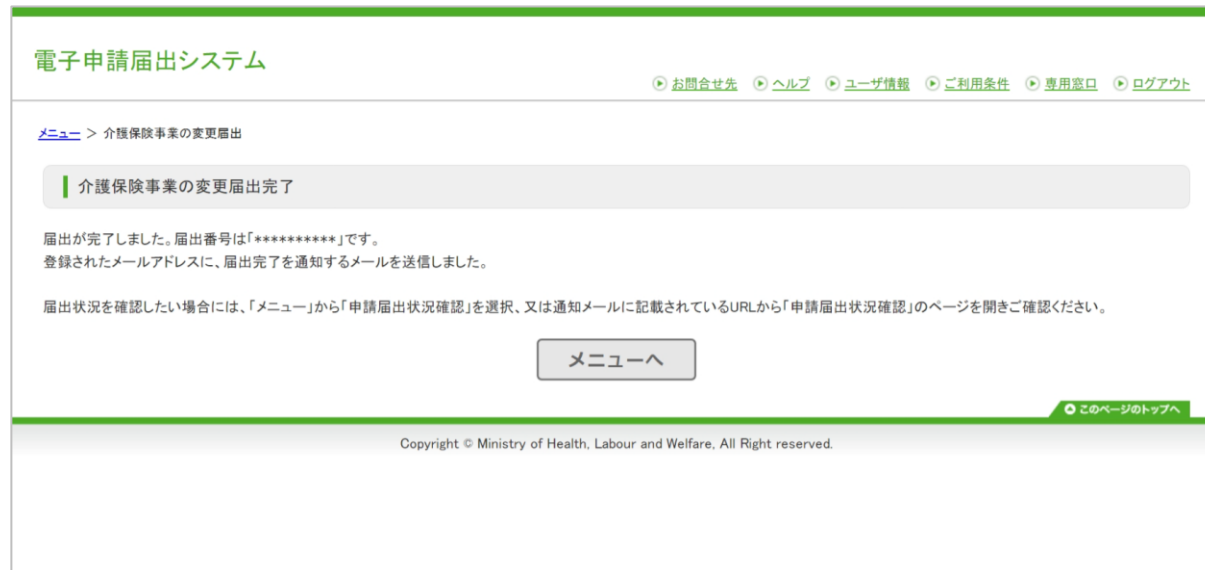 電子申請届出システム
お問合せ先 ヘルプ ユーザ情報 ご利用条件 専用窓口 ログアウト
メニュー ＞ 介護保険事業の変更届出
介護保険事業の変更届出完了
届出が完了しました。届出番号は「**********」です。
登録されたメールアドレスに、届出完了を通知するメールを送信しました。
届出状況を確認したい場合には、「メニュー」から「申請届出状況確認」を選択、又は通知メールに記載されているURLから「申請届出状況確認」のページを開きご確認ください。
メニューへ
このページのトップへ
Copyright © Ministry of Health, Labour and Welfare, All Right reserved.